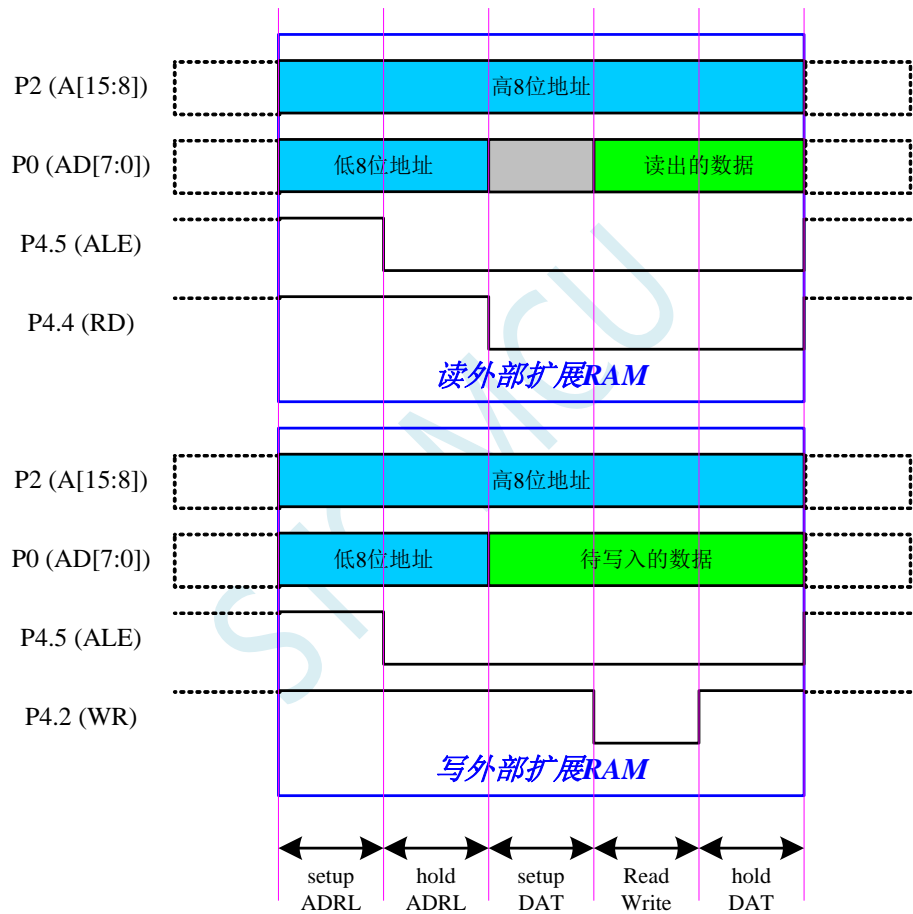 P2 (A[15:8])
高8位地址
P0 (AD[7:0])
低8位地址
读出的数据
P4.5 (ALE)
P4.4 (RD)
读外部扩展RAM
P2 (A[15:8])
高8位地址
P0 (AD[7:0])
低8位地址
待写入的数据
P4.5 (ALE)
P4.2 (WR)
写外部扩展RAM
setup
ADRL
hold
ADRL
setup
DAT
Read
Write
hold
DAT